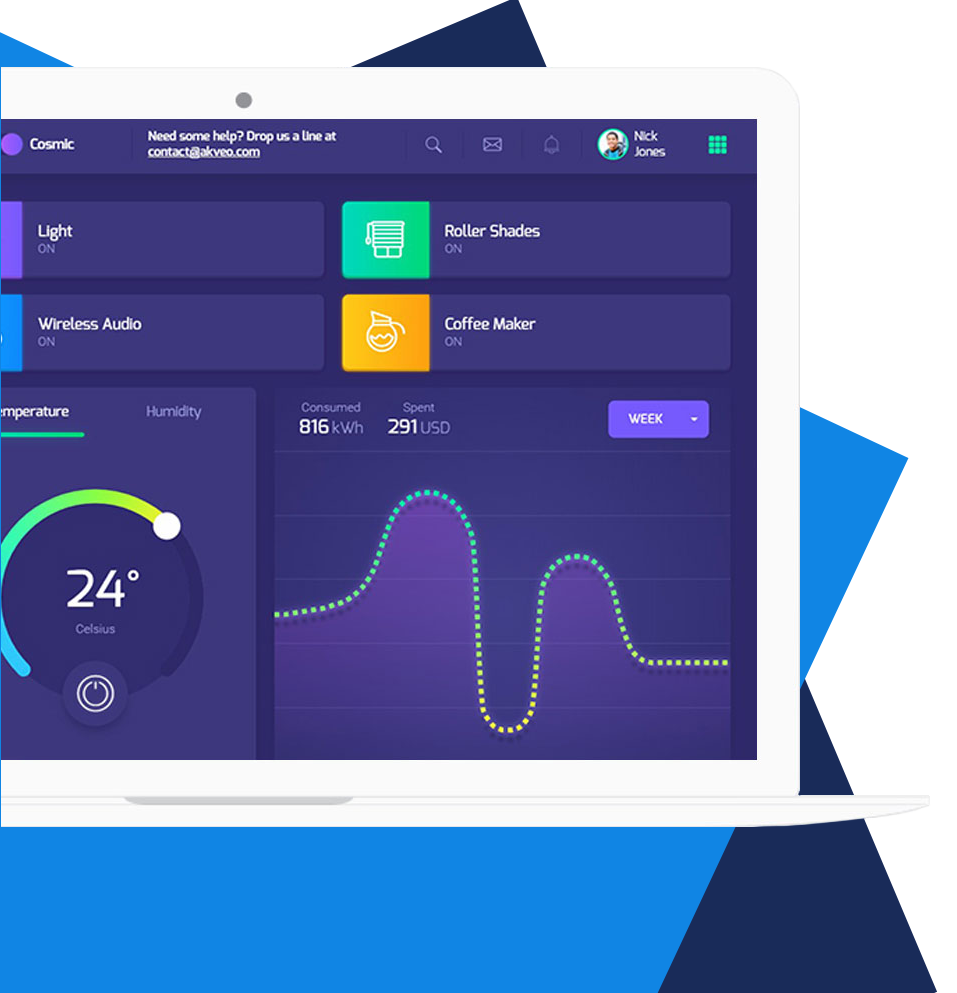 Cosmic
Need some help? Drop us a line at
contact@akveo.com
Nick
Jones
Light
ON
Roller Shades
ON
Wireless Audio
ON
Coffee Maker
ON
emperature
Humidity
Consumed
Spent
816 kWh
291 USD
WEEK
24°
Celsius